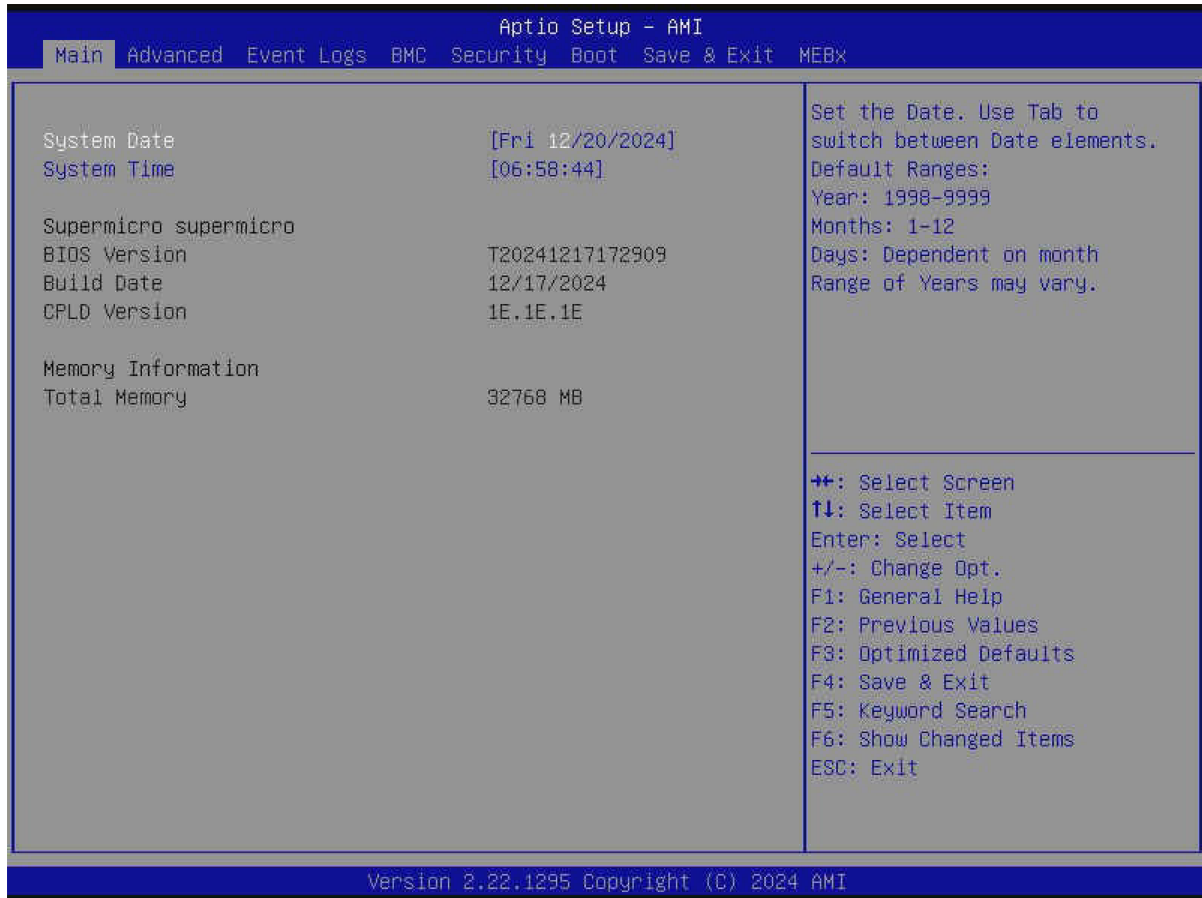 Aptio Setup – AMI
Main Advanced Event Logs BMC Security Boot Save & Exit MEBx
System Date [Fri 12/20/2024]
System Time [06:58:44]
Supermicro supermicro
BIOS Version T20241217172909
Build Date 12/17/2024
CPLD Version 1E.1E.1E
Memory Information
Total Memory 32768 MB
Set the Date. Use Tab to
switch between Date elements.
Default Ranges:
Year: 1998-9999
Months: 1-12
Days: Dependent on month
Range of Years may vary.
→←: Select Screen
↑↓: Select Item
Enter: Select
+/-: Change Opt.
F1: General Help
F2: Previous Values
F3: Optimized Defaults
F4: Save & Exit
F5: Keyword Search
F6: Show Changed Items
ESC: Exit
Version 2.22.1295 Copyright (C) 2024 AMI